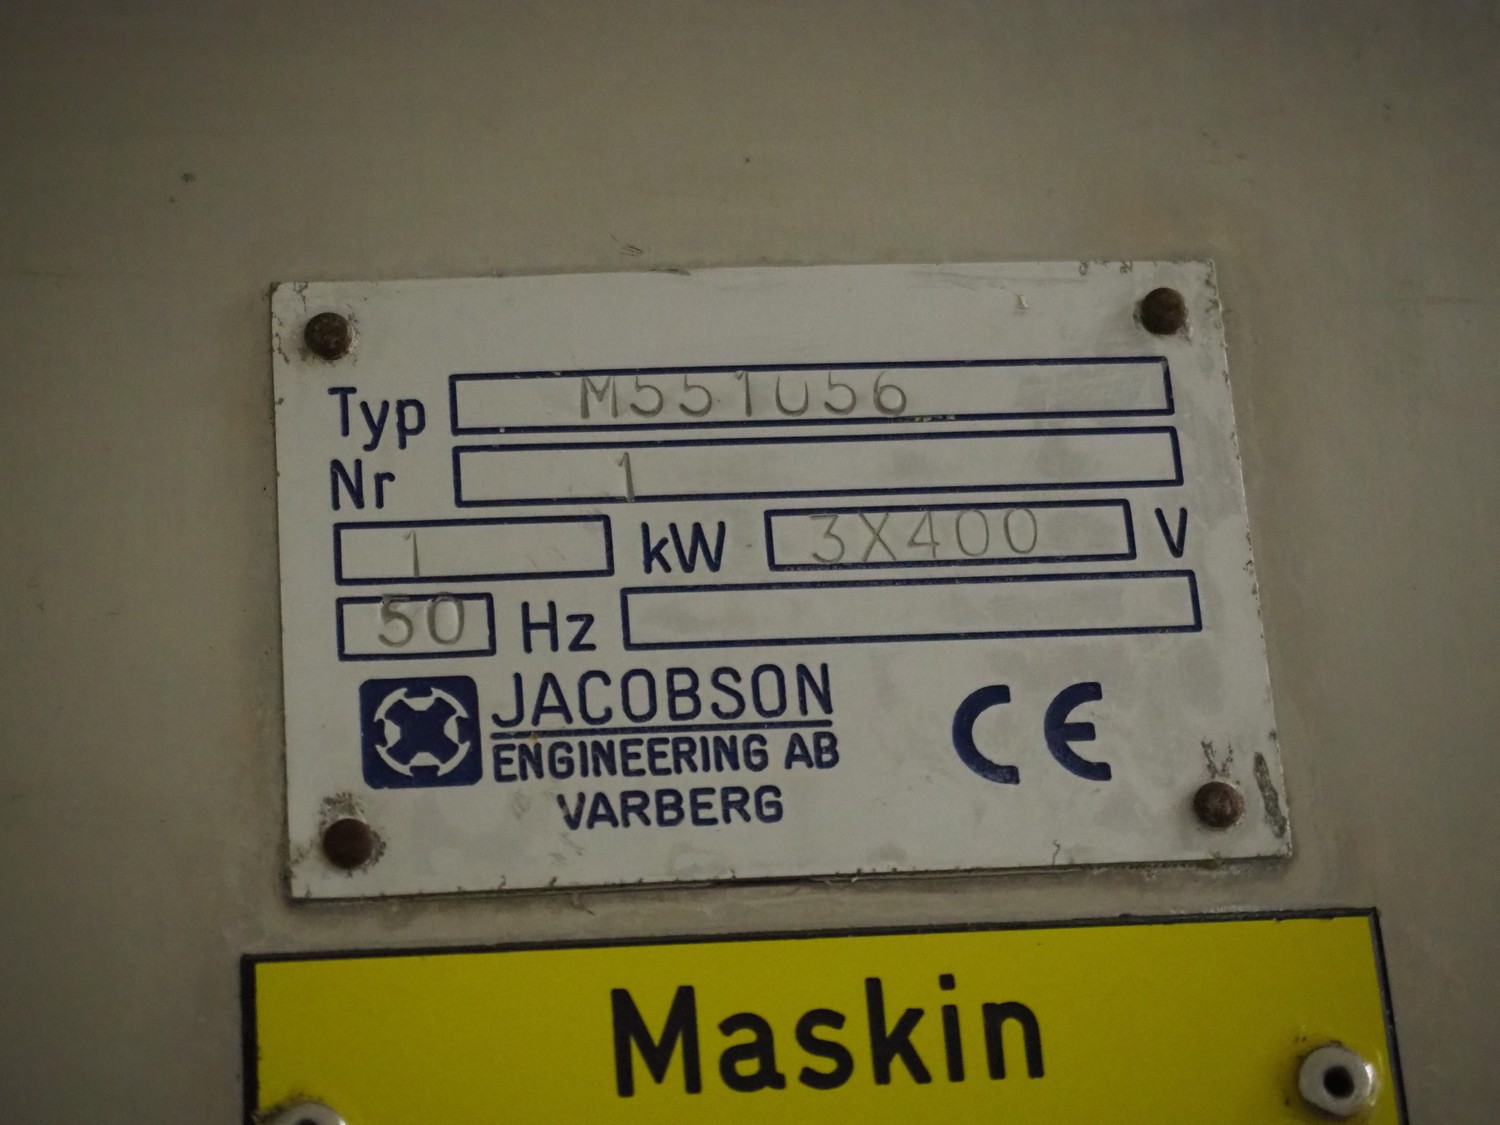 Typ M551056
Nr 1
1 kW 3X400 V
50 Hz
JACOBSON
ENGINEERING AB
VARBERG
CE
Maskin